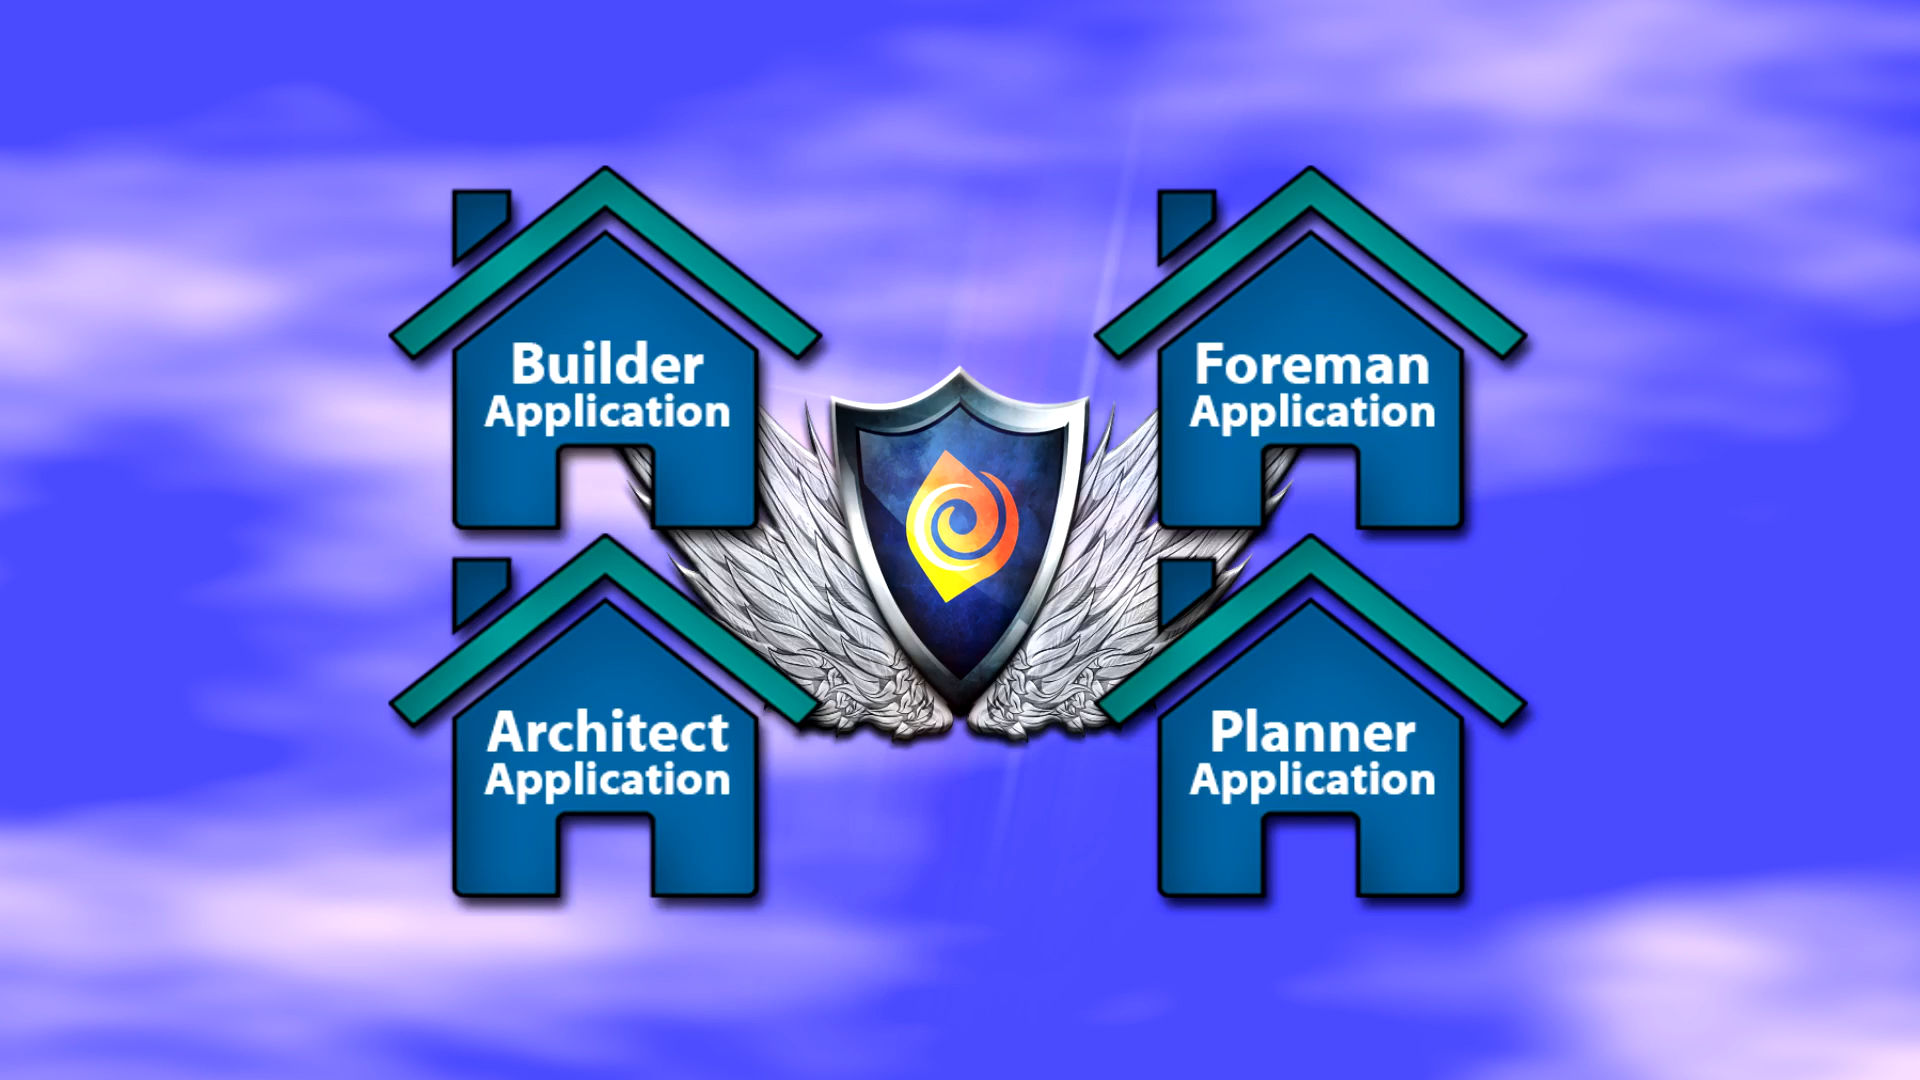 Builder
Application
Foreman
Application
Architect
Application
Planner
Application